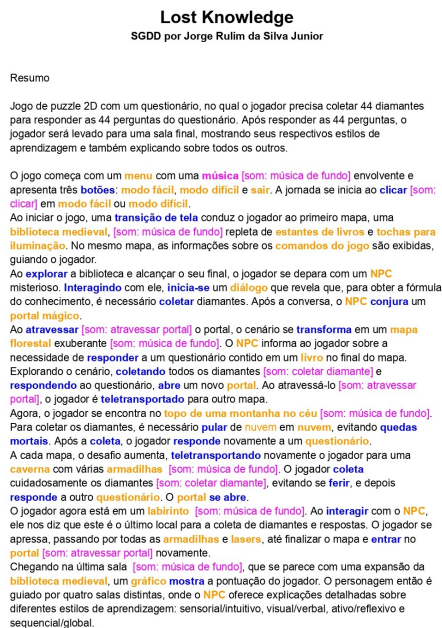 Lost Knowledge
SGDD por Jorge Rulim da Silva Junior
Resumo
Jogo de puzzle 2D com um questionário, no qual o jogador precisa coletar 44 diamantes
para responder as 44 perguntas do questionário. Após responder as 44 perguntas, o
jogador será levado para uma sala final, mostrando seus respectivos estilos de
aprendizagem e também explicando sobre todos os outros.
O jogo começa com um menu com uma música [som: música de fundo] envolvente e
apresenta três botões: modo fácil, modo difícil e sair. A jornada se inicia ao clicar [som:
clicar] em modo fácil ou modo difícil.
Ao iniciar o jogo, uma transição de tela conduz o jogador ao primeiro mapa, uma
biblioteca medieval, [som: música de fundo] repleta de estantes de livros e tochas para
iluminação. No mesmo mapa, as informações sobre os comandos do jogo são exibidas,
guiando o jogador.
Ao explorar a biblioteca e alcançar o seu final, o jogador se depara com um NPC
misterioso. Interagindo com ele, inicia-se um diálogo que revela que, para obter a fórmula
do conhecimento, é necessário coletar diamantes. Após a conversa, o NPC conjura um
portal mágico.
Ao atravessar [som: atravessar portal] o portal, o cenário se transforma em um mapa
florestal exuberante [som: música de fundo]. O NPC informa ao jogador sobre a
necessidade de responder a um questionário contido em um livro no final do mapa.
Explorando o cenário, coletando todos os diamantes [som: coletar diamante] e
respondendo ao questionário, abre um novo portal. Ao atravessá-lo [som: atravessar
portal], o jogador é teletransportado para outro mapa.
Agora, o jogador se encontra no topo de uma montanha no céu [som: música de fundo].
Para coletar os diamantes, é necessário pular de nuvem em nuvem, evitando quedas
mortais. Após a coleta, o jogador responde novamente a um questionário.
A cada mapa, o desafio aumenta, teletransportando novamente o jogador para uma
caverna com várias armadilhas [som: música de fundo]. O jogador coleta
cuidadosamente os diamantes [som: coletar diamante], evitando se ferir, e depois
responde a outro questionário. O portal se abre.
O jogador agora está em um labirinto [som: música de fundo]. Ao interagir com o NPC,
ele nos diz que este é o último local para a coleta de diamantes e respostas. O jogador se
apressa, passando por todas as armadilhas e lasers, até finalizar o mapa e entrar no
portal [som: atravessar portal] novamente.
Chegando na última sala [som: música de fundo], que se parece com uma expansão da
biblioteca medieval, um gráfico mostra a pontuação do jogador. O personagem então é
guiado por quatro salas distintas, onde o NPC oferece explicações detalhadas sobre
diferentes estilos de aprendizagem: sensorial/intuitivo, visual/verbal, ativo/reflexivo e
sequencial/global.